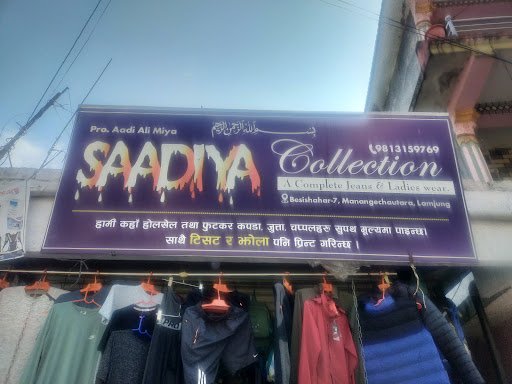 Pro. Aadi Ali Miya
بسم الله الرحمن الرحيم
9813159769
SAADIYA Collection
A Complete Jeans & Ladies wear.
Besishahar-7, Manangechautara, Lamjung
हामी कहाँ होलसेल तथा फुटकर कपडा, जुत्ता, चप्पलहरु सुपथ मुल्यमा पाइन्छ।
साथै टिसर्ट र झोला पनि प्रिन्ट गरिन्छ ।